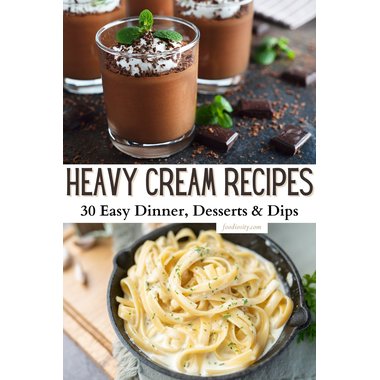 HEAVY CREAM RECIPES
30 Easy Dinner, Desserts & Dips
foodiosity.com